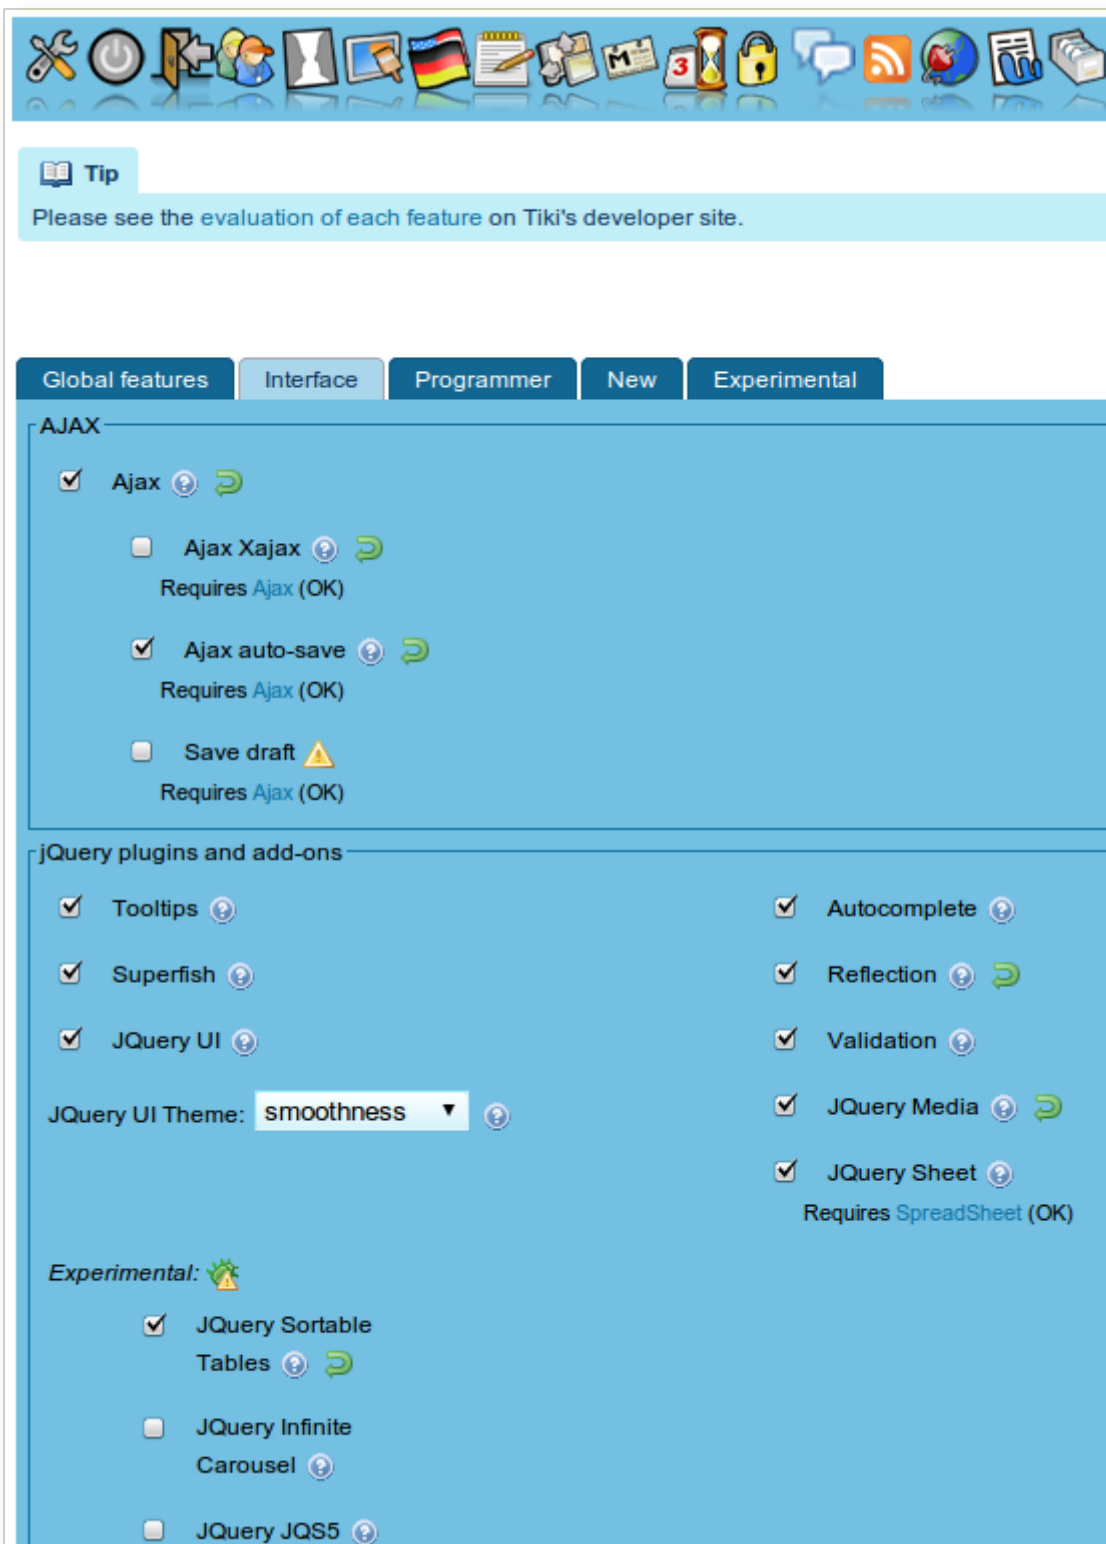 M
3
Tip
Please see the evaluation of each feature on Tiki's developer site.
Global features Interface Programmer New Experimental
AJAX
Ajax
Ajax Xajax
Requires Ajax (OK)
Ajax auto-save
Requires Ajax (OK)
Save draft
Requires Ajax (OK)
jQuery plugins and add-ons
Tooltips
Superfish
JQuery UI
JQuery UI Theme: smoothness
Autocomplete
Reflection
Validation
JQuery Media
JQuery Sheet
Requires SpreadSheet (OK)
Experimental:
JQuery Sortable
Tables
JQuery Infinite
Carousel
JQuery JQS5